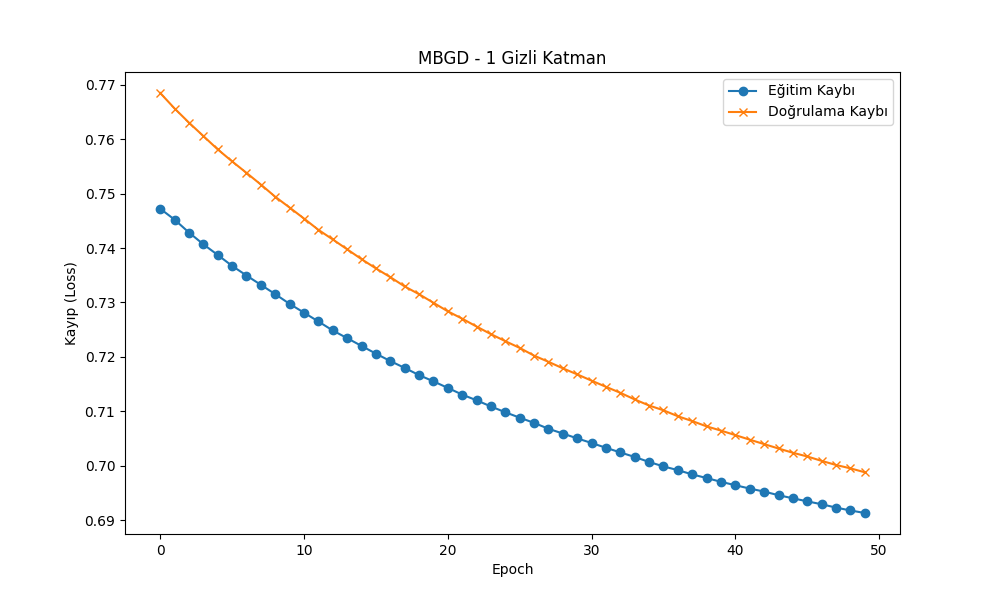 MBGD - 1 Gizli Katman
Eğitim Kaybı
Doğrulama Kaybı
Kayıp (Loss)
0.77
0.76
0.75
0.74
0.73
0.72
0.71
0.70
0.69
0 10 20 30 40 50
Epoch